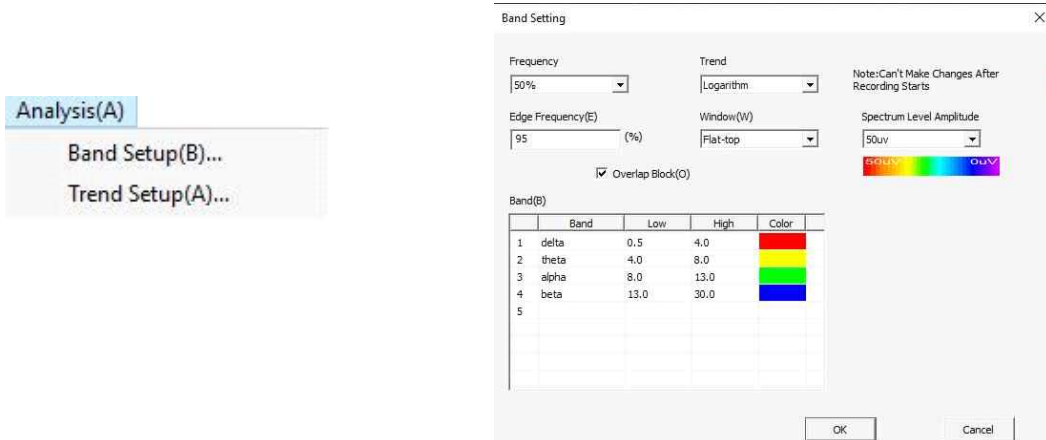 Analysis(A)
Band Setup(B)...
Trend Setup(A)...
Band Setting
Frequency
50%
Trend
Logarithm
Note:Can't Make Changes After
Recording Starts
Edge Frequency(E)
95
(%)
Window(W)
Flat-top
Spectrum Level Amplitude
50uv
50uV 0uV
Overlap Block(O)
Band(B)
Band Low High Color
1 delta 0.5 4.0
2 theta 4.0 8.0
3 alpha 8.0 13.0
4 beta 13.0 30.0
5
OK Cancel